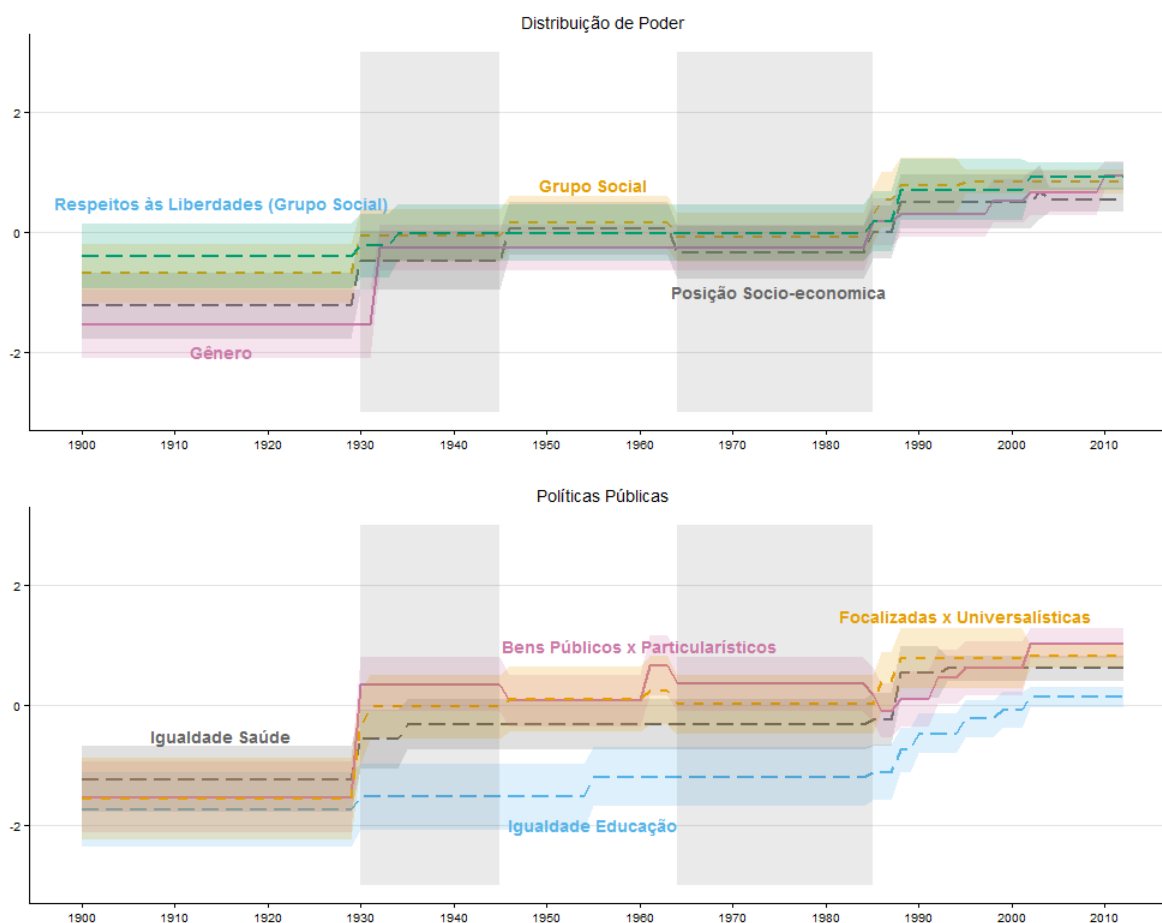 Distribuição de Poder
2
Grupo Social
Respeitos às Liberdades (Grupo Social)
0
Posição Socio-economica
Gênero
-2
1900 1910 1920 1930 1940 1950 1960 1970 1980 1990 2000 2010
Políticas Públicas
2
Focalizadas x Universalísticas
Bens Públicos x Particularísticos
Igualdade Saúde
0
Igualdade Educação
-2
1900 1910 1920 1930 1940 1950 1960 1970 1980 1990 2000 2010